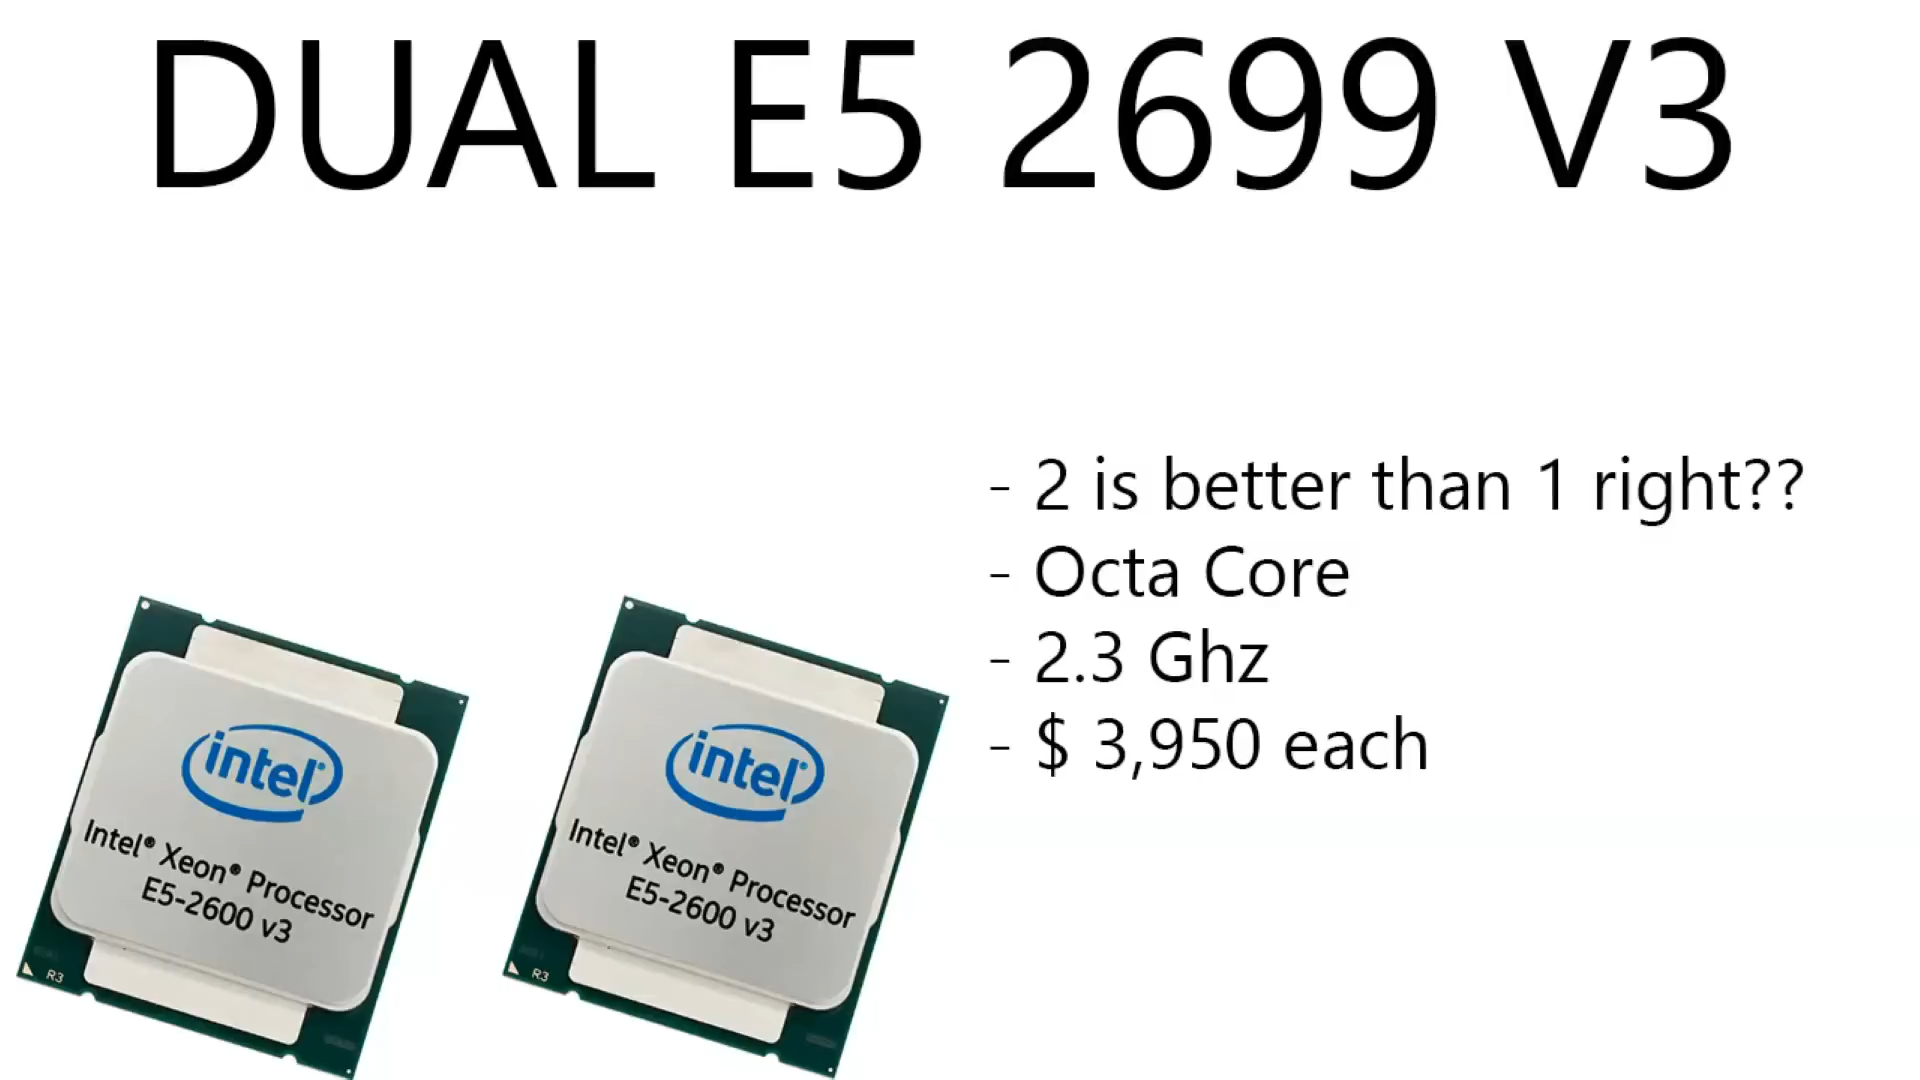 DUAL E5 2699 V3
- 2 is better than 1 right??
- Octa Core
- 2.3 Ghz
- $ 3,950 each
intel®
Intel® Xeon® Processor
E5-2600 v3
R3
intel®
Intel® Xeon® Processor
E5-2600 v3
R3